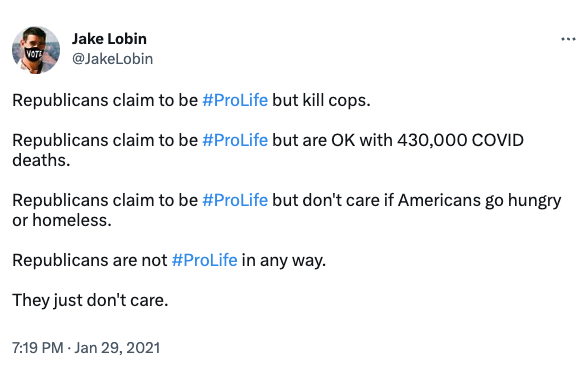 Jake Lobin
@JakeLobin
VOTE
Republicans claim to be #ProLife but kill cops.
Republicans claim to be #ProLife but are OK with 430,000 COVID
deaths.
Republicans claim to be #ProLife but don't care if Americans go hungry
or homeless.
Republicans are not #ProLife in any way.
They just don't care.
7:19 PM · Jan 29, 2021